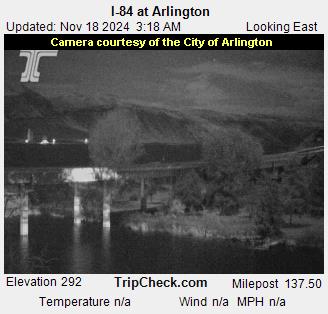 I-84 at Arlington
Updated: Nov 18 2024 3:18 AM Looking East
Camera courtesy of the City of Arlington
Elevation 292 TripCheck.com Milepost 137.50
Temperature n/a Wind n/a MPH n/a